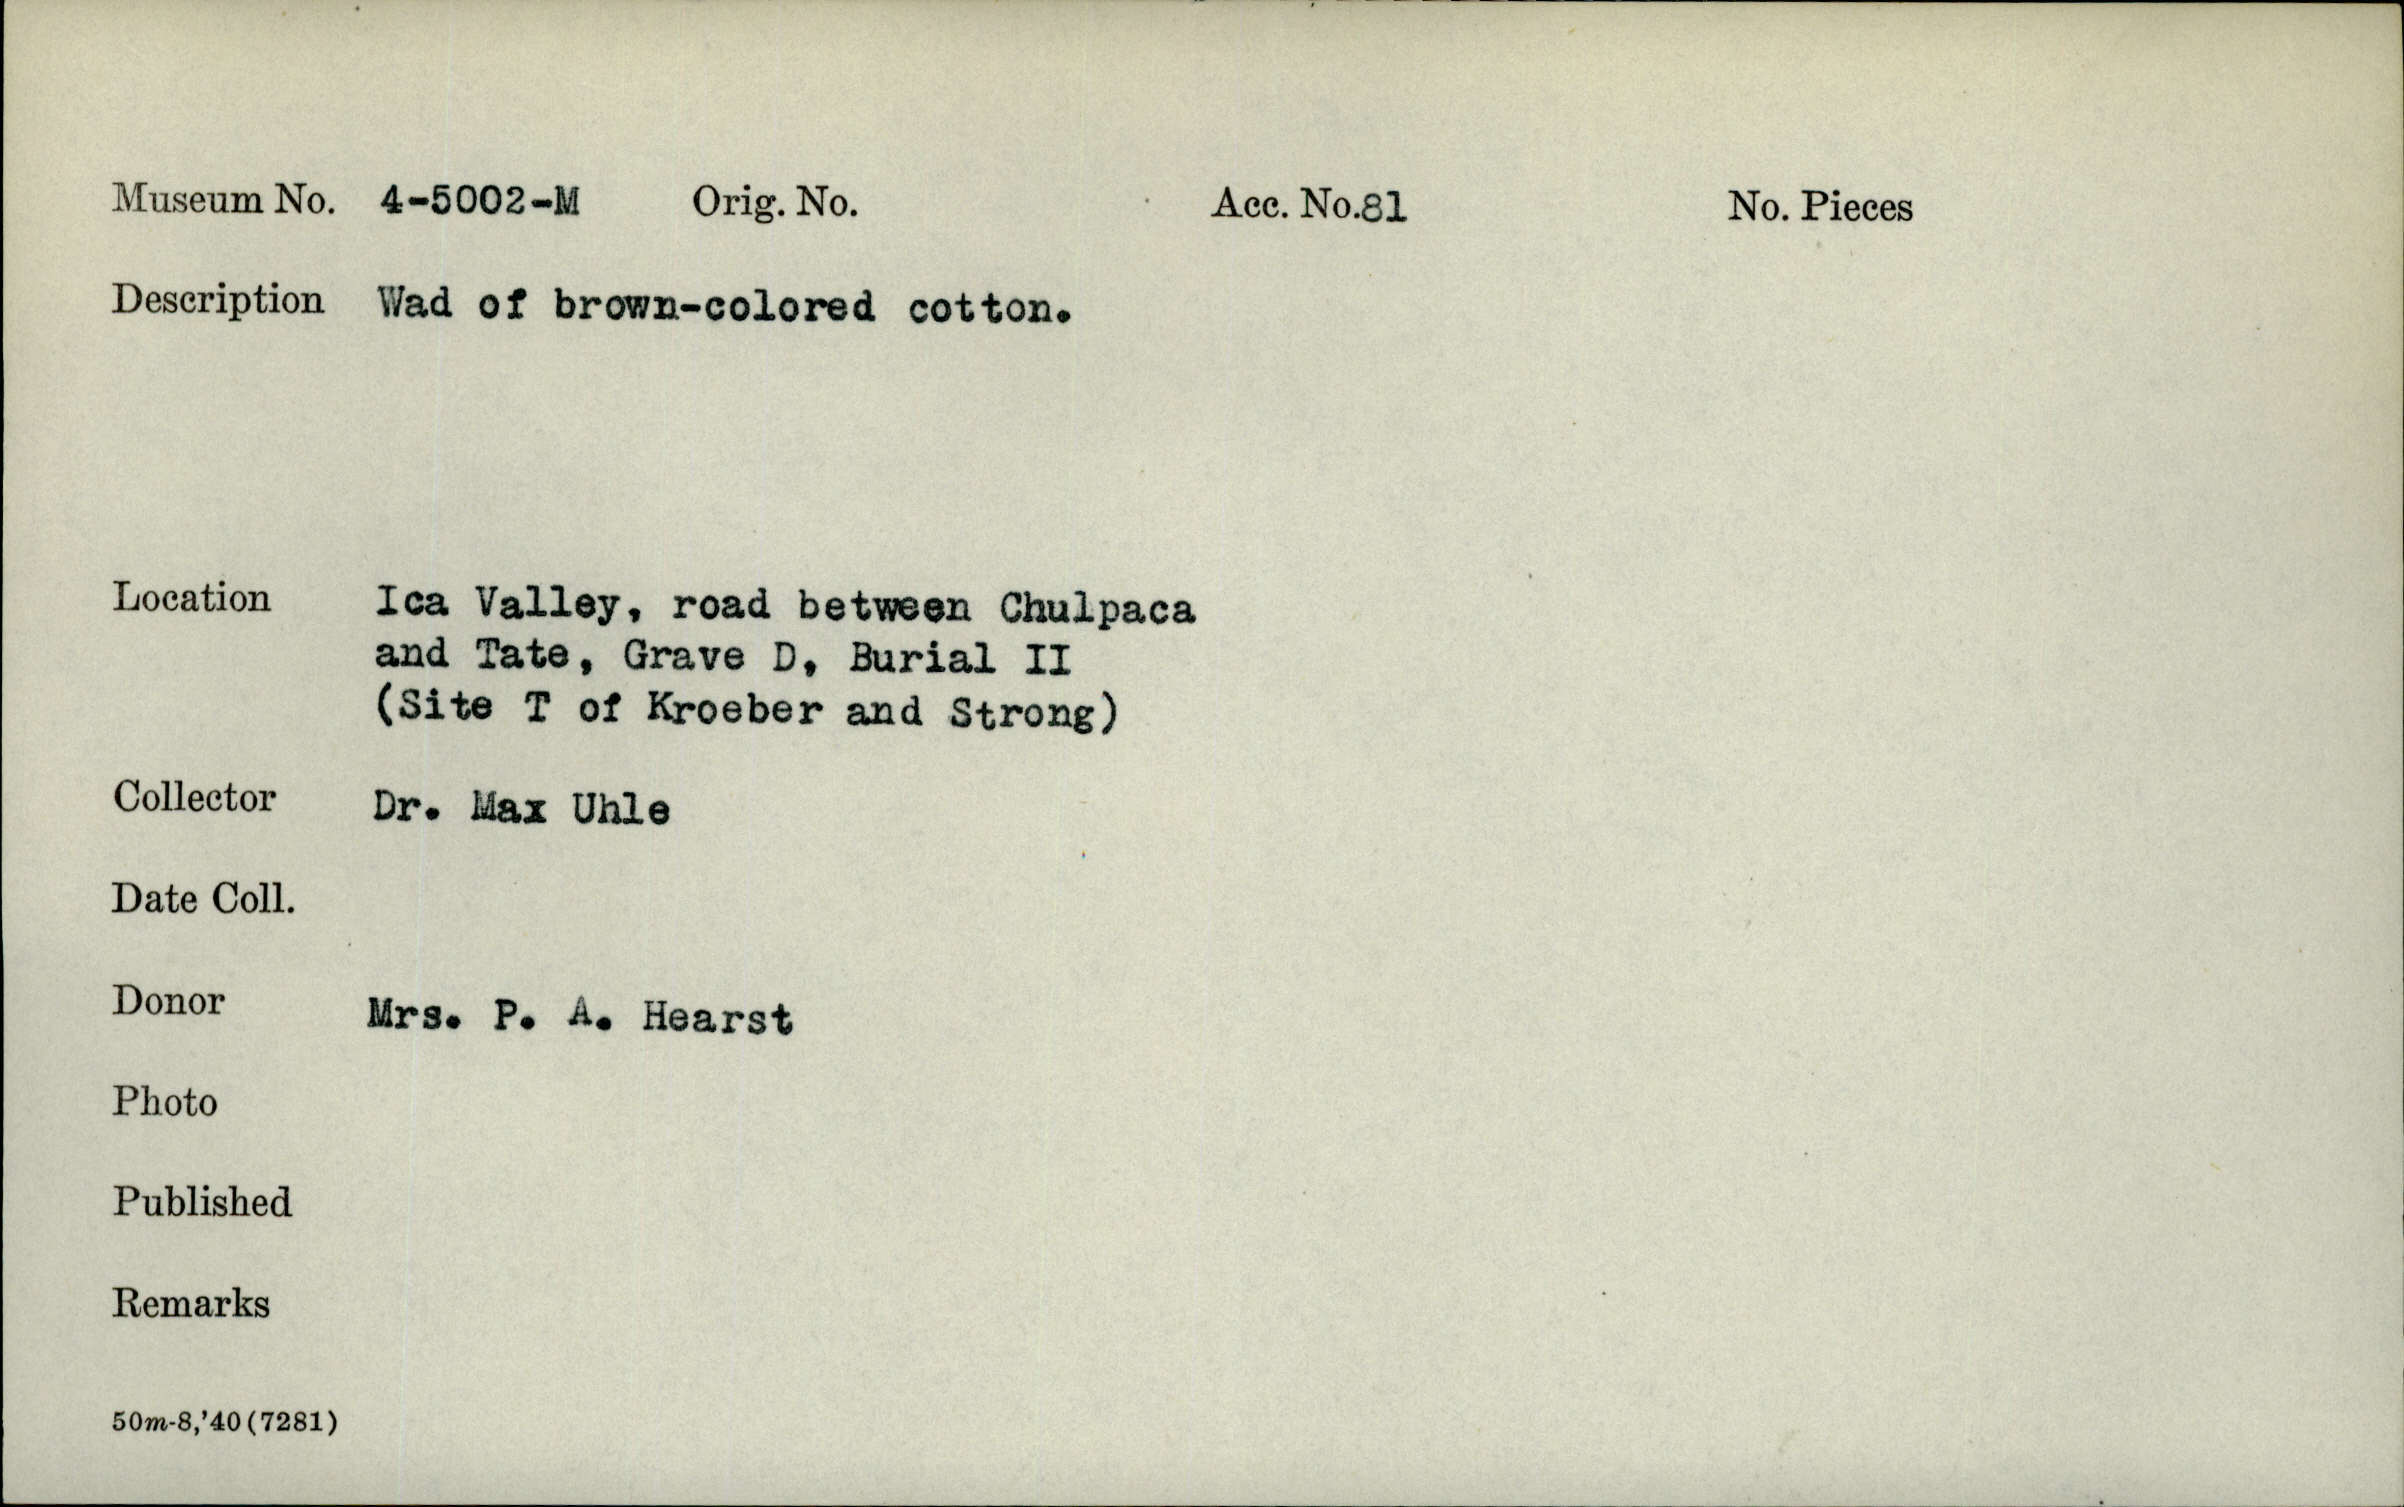 Museum No. 4-5002-M Orig. No. Acc. No.81 No. Pieces
Description Wad of brown-colored cotton.
Location Ica Valley, road between Chulpaca
and Tate, Grave D, Burial II
(Site T of Kroeber and Strong)
Collector Dr. Max Uhle
Date Coll.
Donor Mrs. P. A. Hearst
Photo
Published
Remarks
50m-8,'40(7281)